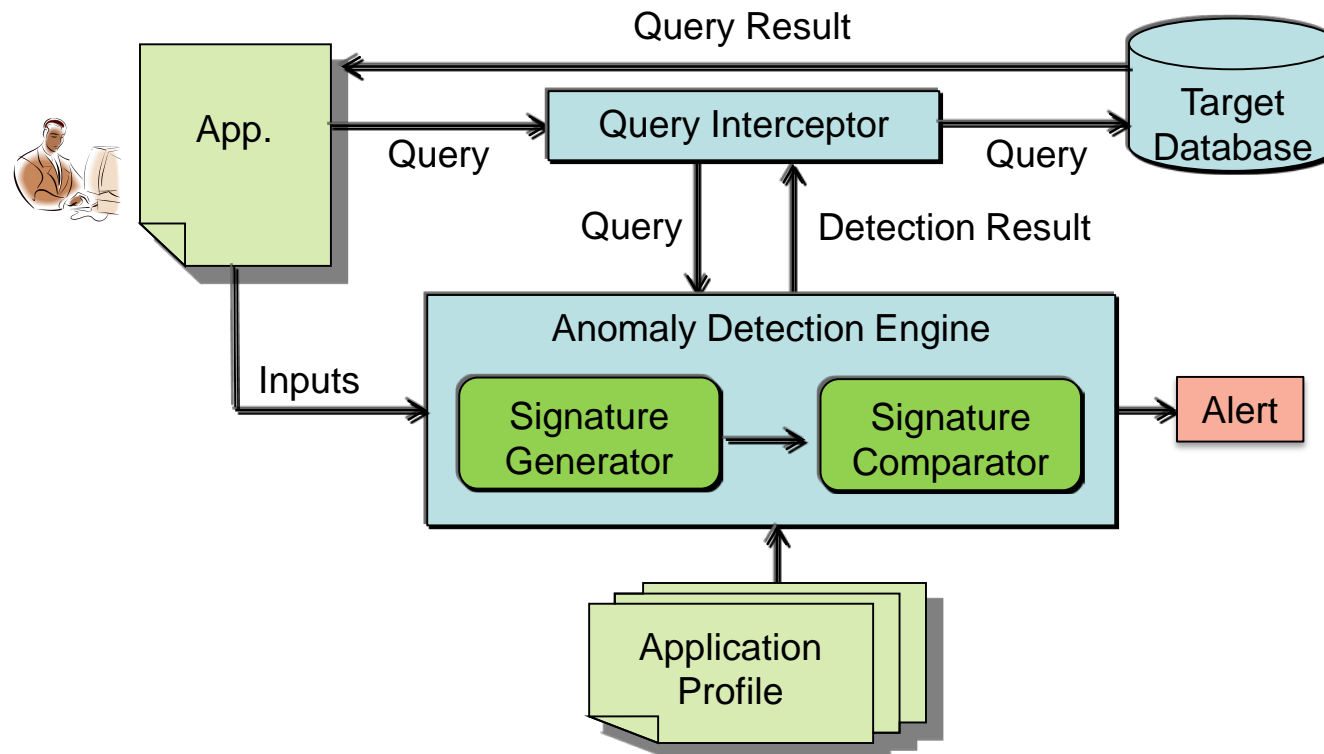 Query Result
App.
Query
Query Interceptor
Query
Target
Database
Query
Detection Result
Anomaly Detection Engine
Inputs
Signature
Generator
Signature
Comparator
Alert
Application
Profile